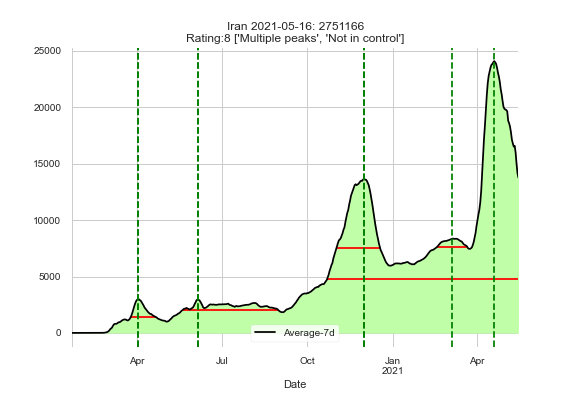 Iran 2021-05-16: 2751166
Rating:8 ['Multiple peaks', 'Not in control']
25000
20000
15000
10000
5000
0
Average-7d
Apr
Jul
Oct
Jan
2021
Apr
Date